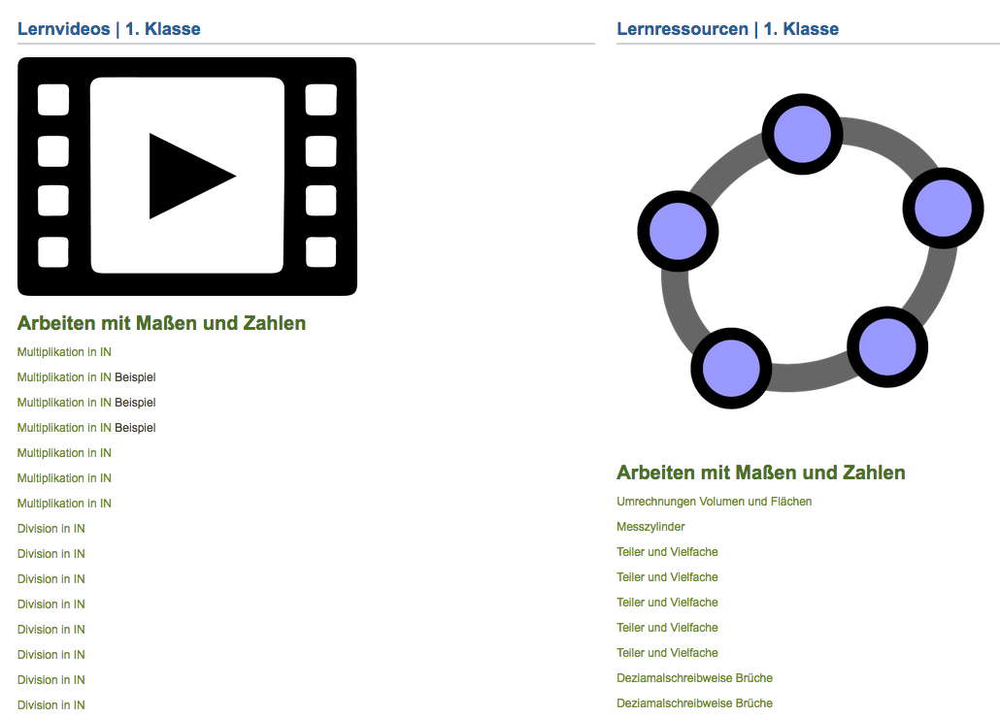 Lernvideos | 1. Klasse
Arbeiten mit Maßen und Zahlen
Multiplikation in IN
Multiplikation in IN Beispiel
Multiplikation in IN Beispiel
Multiplikation in IN Beispiel
Multiplikation in IN
Multiplikation in IN
Multiplikation in IN
Division in IN
Division in IN
Division in IN
Division in IN
Division in IN
Division in IN
Division in IN
Division in IN
Lernressourcen | 1. Klasse
Arbeiten mit Maßen und Zahlen
Umrechnungen Volumen und Flächen
Messzylinder
Teiler und Vielfache
Teiler und Vielfache
Teiler und Vielfache
Teiler und Vielfache
Teiler und Vielfache
Deziamalschreibweise Brüche
Deziamalschreibweise Brüche